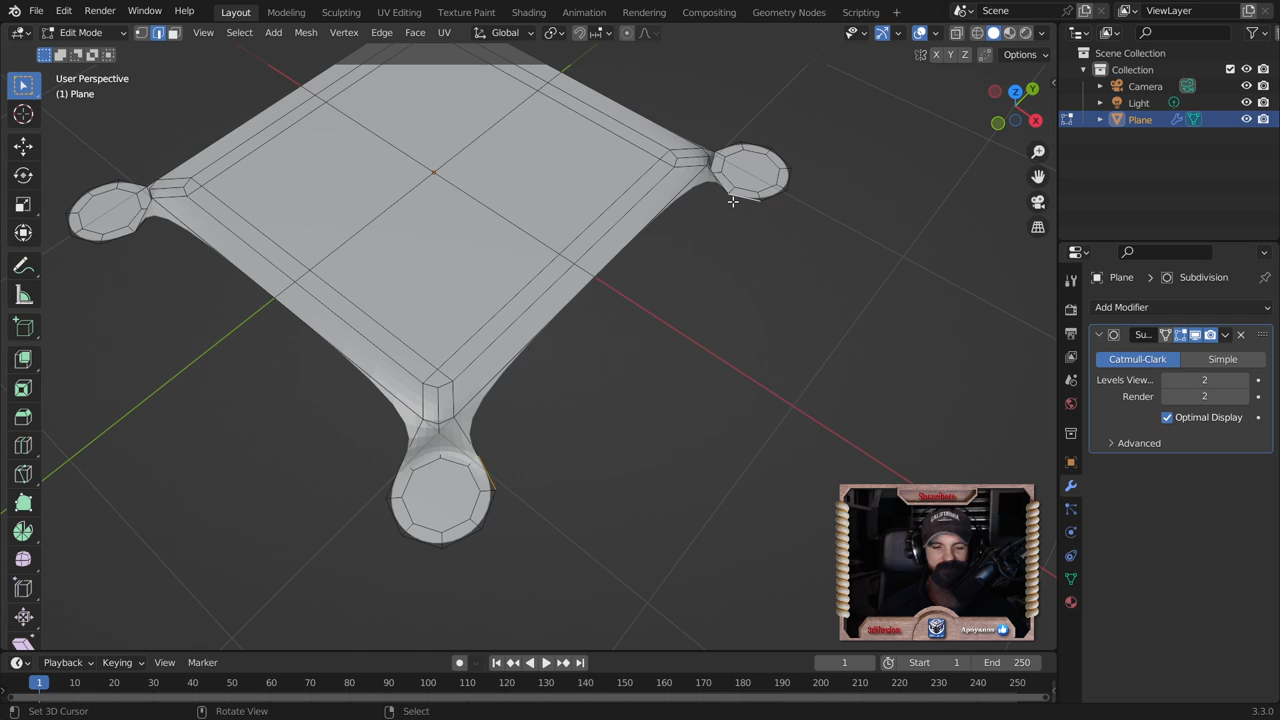 File Edit Render Window Help Layout Modeling Sculpting UV Editing Texture Paint Shading Animation Rendering Compositing Geometry Nodes Scripting Scene ViewLayer
Edit Mode View Select Add Mesh Vertex Edge Face UV Global
X Y Z Options
User Perspective
(1) Plane
Z Y X
Scene Collection
Collection
Camera
Light
Plane
Plane Subdivision
Add Modifier
Su...
Catmull-Clark Simple
Levels View... 2
Render 2
Optimal Display
Advanced
CALIFORNIA
Apoyanos
Playback Keying View Marker 1 Start 1 End 250
1 10 20 30 40 50 60 70 80 90 100 110 120 130 140 150 160 170 180 190 200 210 220 230 240 250
Set 3D Cursor Rotate View Select 3.3.0